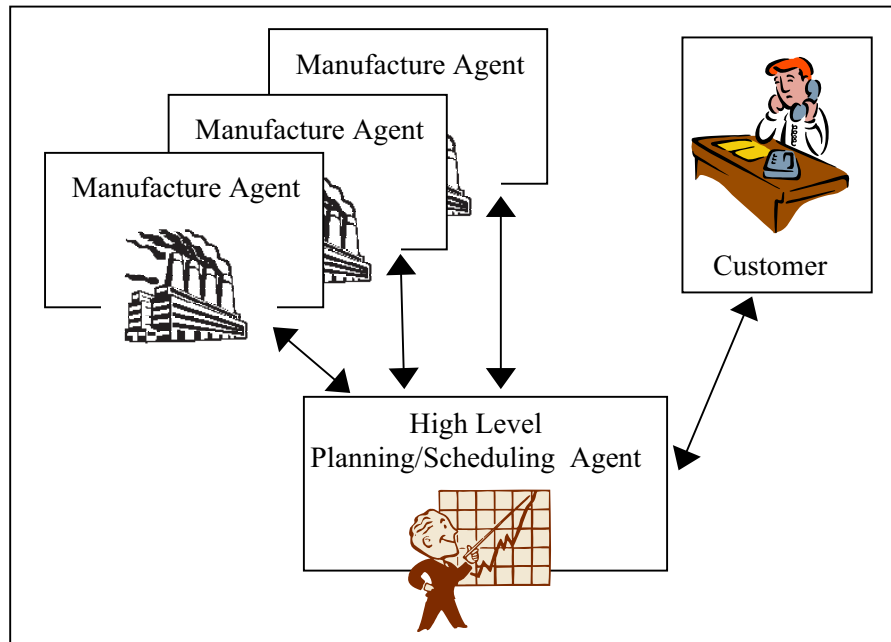 Manufacture Agent
Manufacture Agent
Manufacture Agent
Customer
High Level
Planning/Scheduling Agent